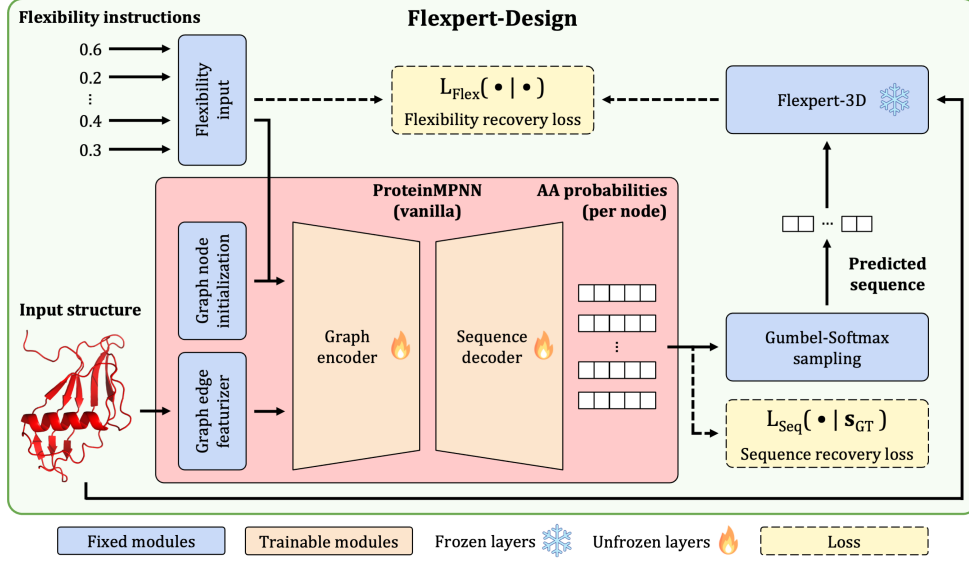 Flexpert-Design
Flexibility instructions
0.6
0.2
⋮
0.4
0.3
Flexibility
input
L_Flex( • | • )
Flexibility recovery loss
Flexpert-3D
ProteinMPNN
(vanilla)
AA probabilities
(per node)
Graph node
initialization
Graph edge
featurizer
Graph
encoder
Sequence
decoder
⋮
...
Predicted
sequence
Gumbel-Softmax
sampling
L_Seq( • | s_GT )
Sequence recovery loss
Input structure
Fixed modules
Trainable modules
Frozen layers
Unfrozen layers
Loss